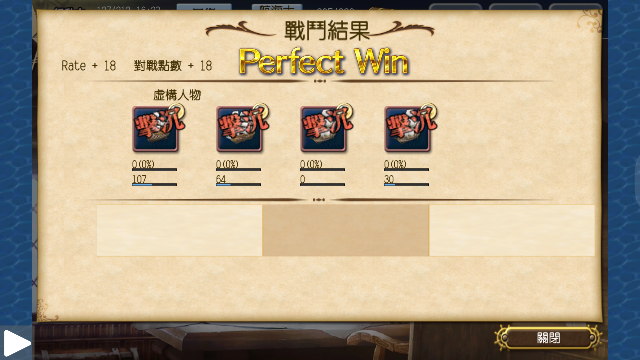 戰鬥結果
Rate + 18 對戰點數 + 18
Perfect Win
虛構人物
擊沉 擊沉 擊沉 擊沉
0(0%) 0(0%) 0(0%) 0(0%)
107 64 0 30
關閉